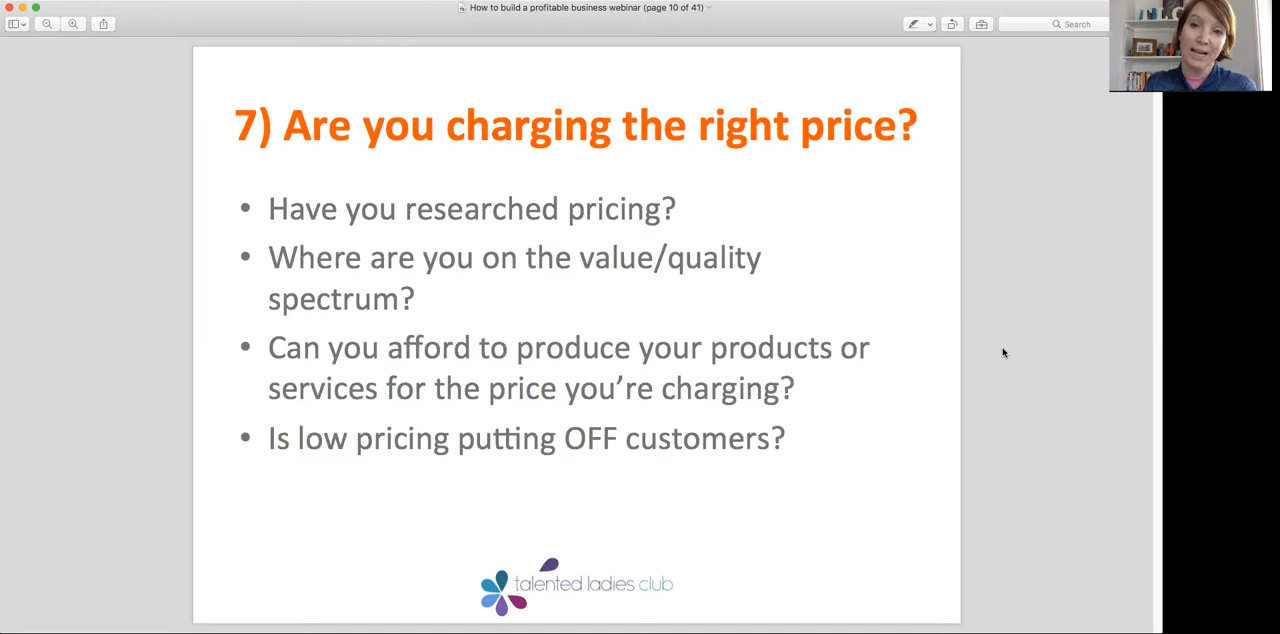 How to build a profitable business webinar (page 10 of 41)
Search
7) Are you charging the right price?
• Have you researched pricing?
• Where are you on the value/quality
spectrum?
• Can you afford to produce your products or
services for the price you’re charging?
• Is low pricing putting OFF customers?
talented ladies club